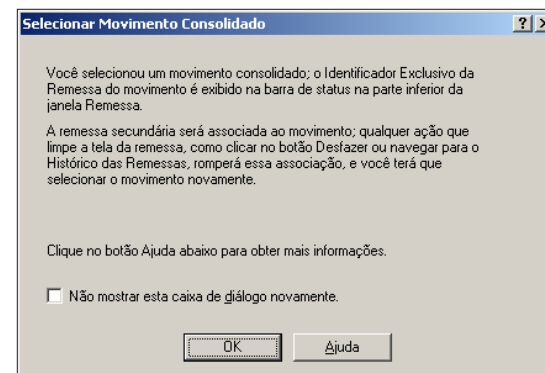 Selecionar Movimento Consolidado
Você selecionou um movimento consolidado; o Identificador Exclusivo da
Remessa do movimento é exibido na barra de status na parte inferior da
janela Remessa.
A remessa secundária será associada ao movimento; qualquer ação que
limpe a tela da remessa, como clicar no botão Desfazer ou navegar para o
Histórico das Remessas, romperá essa associação, e você terá que
selecionar o movimento novamente.
Clique no botão Ajuda abaixo para obter mais informações.
Não mostrar esta caixa de diálogo novamente.
OK
Ajuda